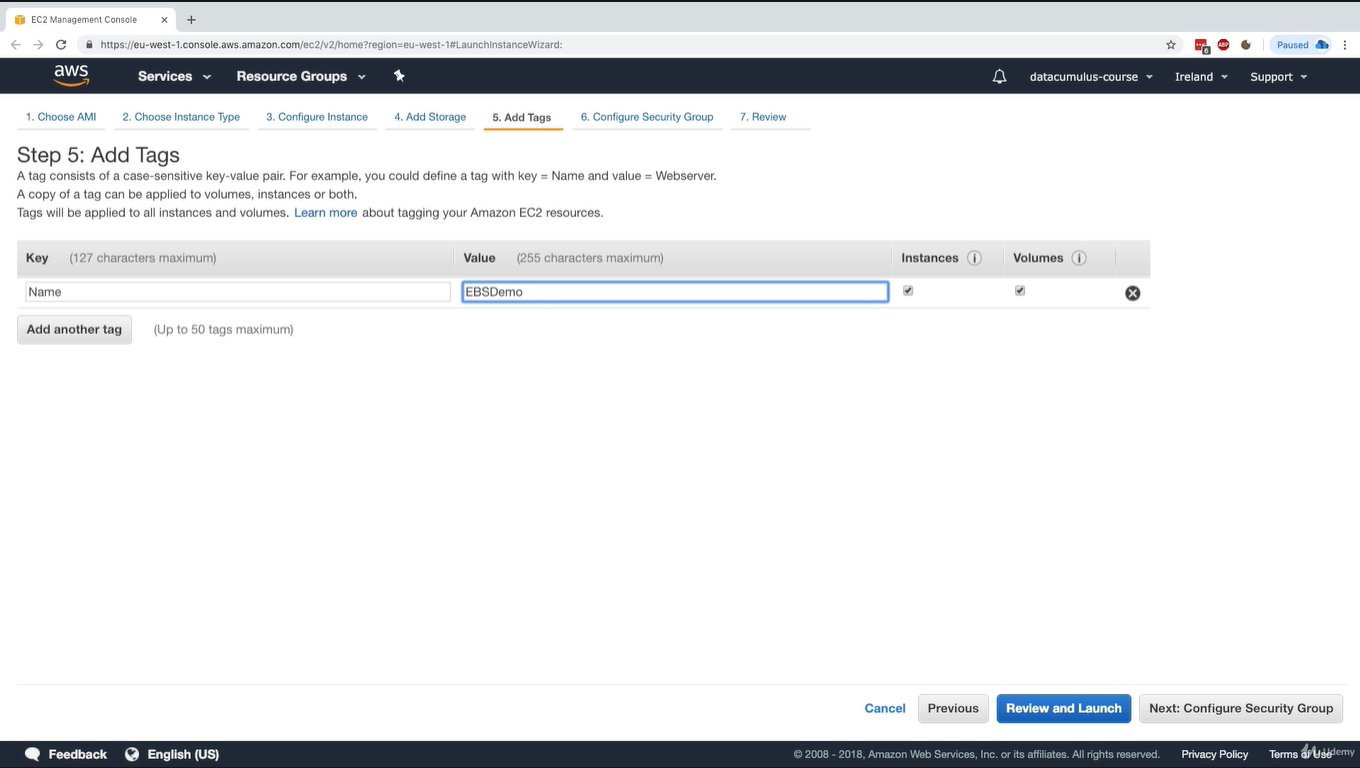 EC2 Management Console
https://eu-west-1.console.aws.amazon.com/ec2/v2/home?region=eu-west-1#LaunchInstanceWizard:
6
ABP
Paused
aws
Services
Resource Groups
datacumulus-course
Ireland
Support
1. Choose AMI
2. Choose Instance Type
3. Configure Instance
4. Add Storage
5. Add Tags
6. Configure Security Group
7. Review
Step 5: Add Tags
A tag consists of a case-sensitive key-value pair. For example, you could define a tag with key = Name and value = Webserver.
A copy of a tag can be applied to volumes, instances or both.
Tags will be applied to all instances and volumes. Learn more about tagging your Amazon EC2 resources.
Key (127 characters maximum)
Value (255 characters maximum)
Instances
Volumes
Name
EBSDemo
Add another tag
(Up to 50 tags maximum)
Cancel
Previous
Review and Launch
Next: Configure Security Group
Feedback
English (US)
© 2008 - 2018, Amazon Web Services, Inc. or its affiliates. All rights reserved.
Privacy Policy
Terms of Use
Udemy